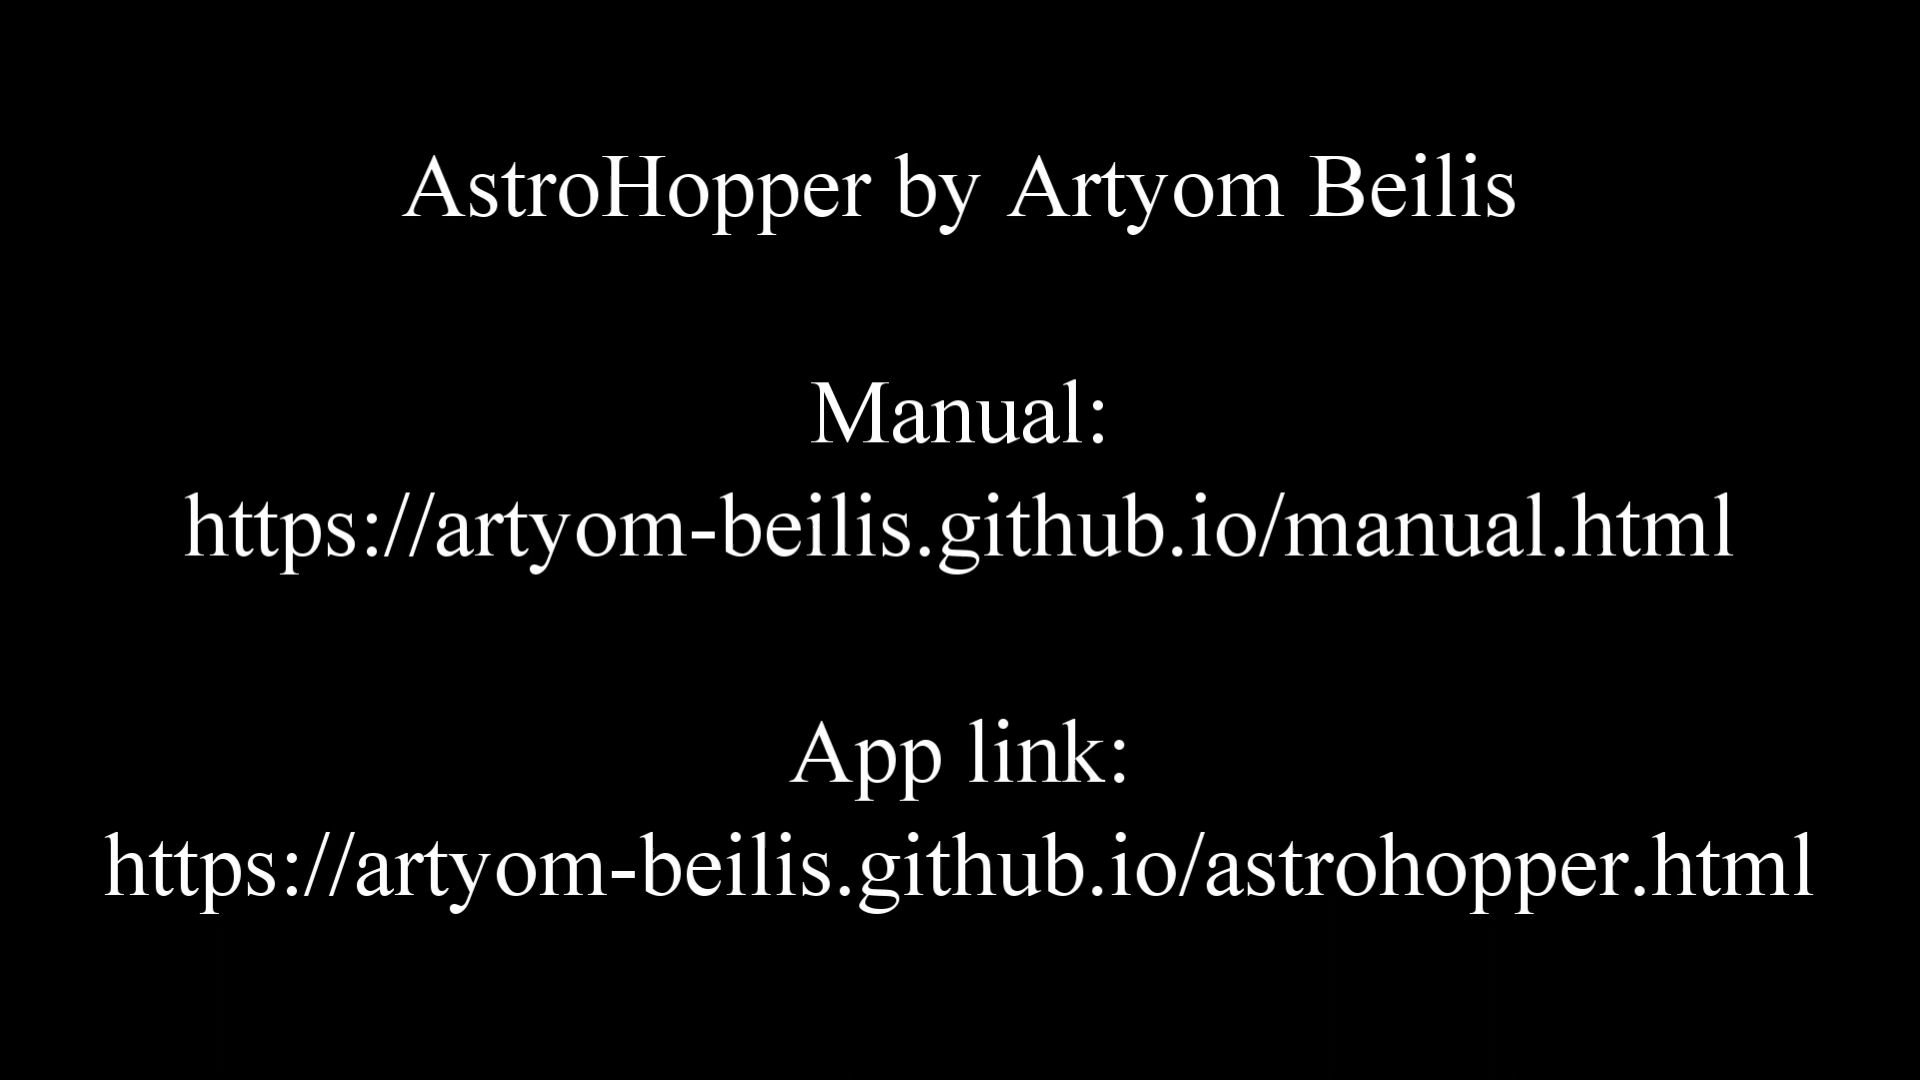 AstroHopper by Artyom Beilis
Manual:
https://artyom-beilis.github.io/manual.html
App link:
https://artyom-beilis.github.io/astrohopper.html